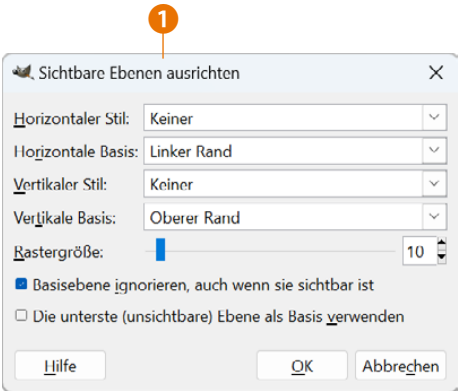 1
Sichtbare Ebenen ausrichten
Horizontaler Stil: Keiner
Horizontale Basis: Linker Rand
Vertikaler Stil: Keiner
Vertikale Basis: Oberer Rand
Rastergröße: 10
Basisebene ignorieren, auch wenn sie sichtbar ist
Die unterste (unsichtbare) Ebene als Basis verwenden
Hilfe OK Abbrechen